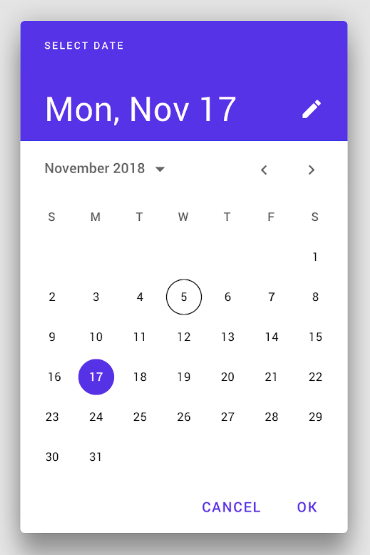 SELECT DATE
Mon, Nov 17
November 2018
S M T W T F S
1
2 3 4 5 6 7 8
9 10 11 12 13 14 15
16 17 18 19 20 21 22
23 24 25 26 27 28 29
30 31
CANCEL OK